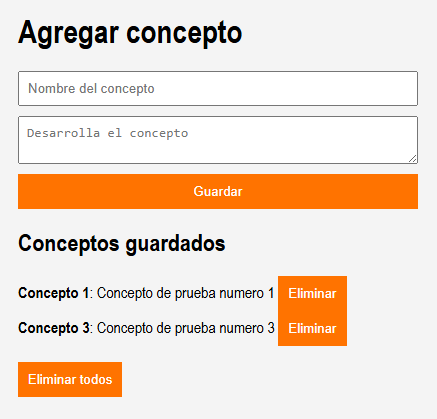 Agregar concepto
Nombre del concepto
Desarrolla el concepto
Guardar
Conceptos guardados
Concepto 1: Concepto de prueba numero 1 Eliminar
Concepto 3: Concepto de prueba numero 3 Eliminar
Eliminar todos